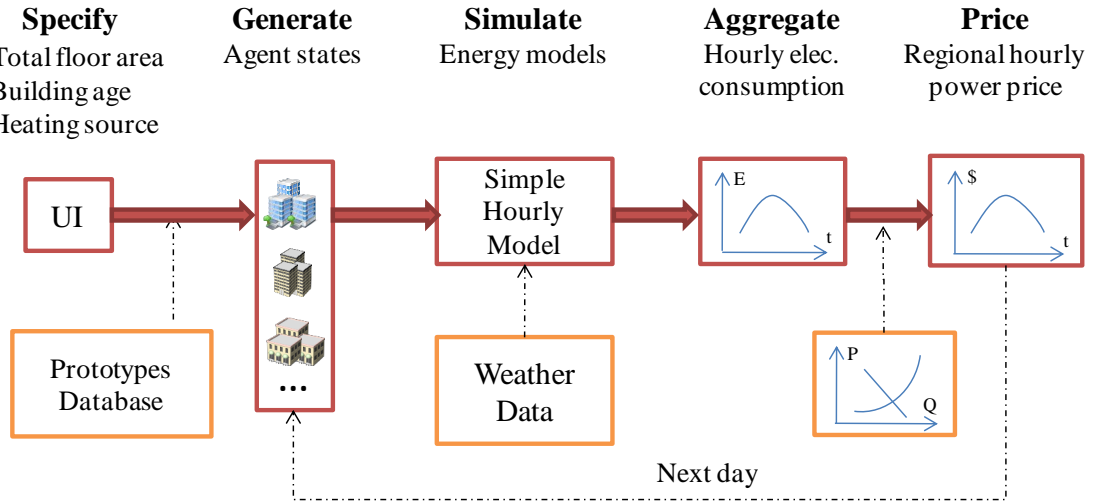 Specify
Total floor area
Building age
Heating source
Generate
Agent states
Simulate
Energy models
Aggregate
Hourly elec.
consumption
Price
Regional hourly
power price
UI
Simple
Hourly
Model
E
t
$
t
Prototypes
Database
...
Weather
Data
P
Q
Next day